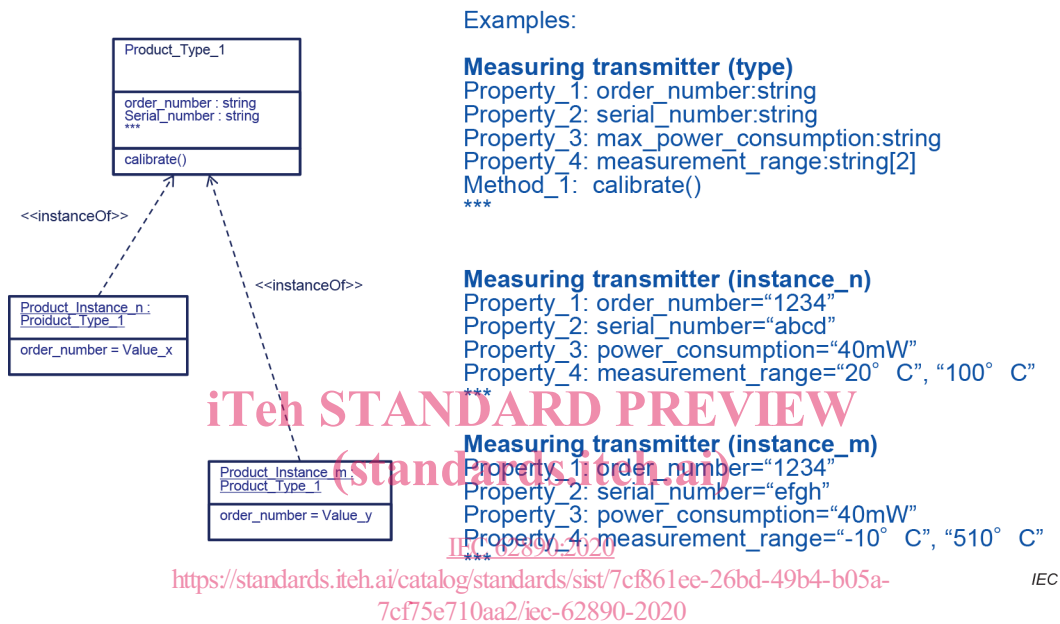 Product_Type_1
order_number : string
Serial_number : string
***
calibrate()
<<instanceOf>>
<<instanceOf>>
Product_Instance_n :
Proiduct_Type_1
order_number = Value_x
Product_Instance_m :
Product_Type_1
order_number = Value_y
Examples:
Measuring transmitter (type)
Property_1: order_number:string
Property_2: serial_number:string
Property_3: max_power_consumption:string
Property_4: measurement_range:string[2]
Method_1: calibrate()
***
Measuring transmitter (instance_n)
Property_1: order_number=“1234”
Property_2: serial_number=“abcd”
Property_3: power_consumption=“40mW”
Property_4: measurement_range=“20° C”, “100° C”
***
Measuring transmitter (instance_m)
Property_1: order_number=“1234”
Property_2: serial_number=“efgh”
Property_3: power_consumption=“40mW”
Property_4: measurement_range=“-10° C”, “510° C”
***
iTeh STANDARD PREVIEW
(standards.iteh.ai)
IEC 62890:2020
https://standards.iteh.ai/catalog/standards/sist/7cf861ee-26bd-49b4-b05a-
7cf75e710aa2/iec-62890-2020
IEC